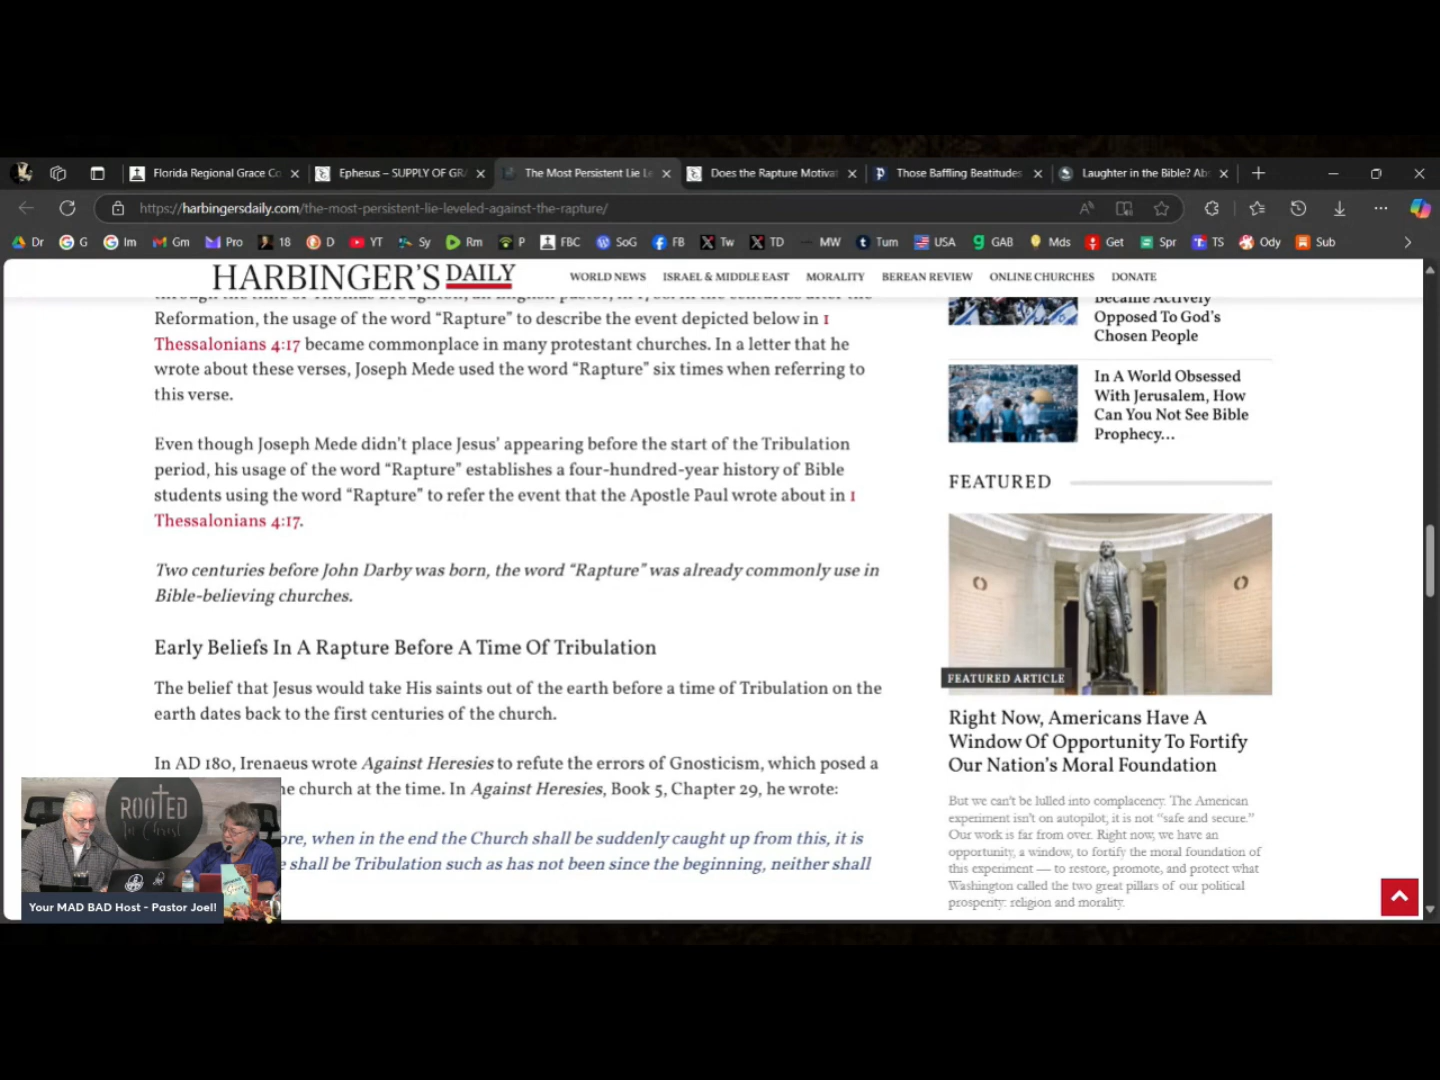 Florida Regional Grace Co
Ephesus – SUPPLY OF GRA
The Most Persistent Lie Le
Does the Rapture Motivat
Those Baffling Beatitudes
Laughter in the Bible? Abs
https://harbingersdaily.com/the-most-persistent-lie-leveled-against-the-rapture/
Dr G Im Gm Pro 18 D YT Sy Rm P FBC SoG FB Tw TD MW Tum USA GAB Mds Get Spr TS Ody Sub
HARBINGER'S DAILY
WORLD NEWS ISRAEL & MIDDLE EAST MORALITY BEREAN REVIEW ONLINE CHURCHES DONATE
Reformation, the usage of the word “Rapture” to describe the event depicted below in 1
Thessalonians 4:17 became commonplace in many protestant churches. In a letter that he
wrote about these verses, Joseph Mede used the word “Rapture” six times when referring to
this verse.
Even though Joseph Mede didn’t place Jesus’ appearing before the start of the Tribulation
period, his usage of the word “Rapture” establishes a four-hundred-year history of Bible
students using the word “Rapture” to refer the event that the Apostle Paul wrote about in 1
Thessalonians 4:17.
Two centuries before John Darby was born, the word “Rapture” was already commonly use in
Bible-believing churches.
Early Beliefs In A Rapture Before A Time Of Tribulation
The belief that Jesus would take His saints out of the earth before a time of Tribulation on the
earth dates back to the first centuries of the church.
In AD 180, Irenaeus wrote Against Heresies to refute the errors of Gnosticism, which posed a
he church at the time. In Against Heresies, Book 5, Chapter 29, he wrote:
ore, when in the end the Church shall be suddenly caught up from this, it is
e shall be Tribulation such as has not been since the beginning, neither shall
Became Actively
Opposed To God’s
Chosen People
In A World Obsessed
With Jerusalem, How
Can You Not See Bible
Prophecy…
FEATURED
FEATURED ARTICLE
Right Now, Americans Have A
Window Of Opportunity To Fortify
Our Nation’s Moral Foundation
But we can’t be lulled into complacency. The American
experiment isn’t on autopilot; it is not “safe and secure.”
Our work is far from over. Right now, we have an
opportunity, a window, to fortify the moral foundation of
this experiment — to restore, promote, and protect what
Washington called the two great pillars of our political
prosperity: religion and morality.
ROOTED
In Christ
Your MAD BAD Host - Pastor Joel!